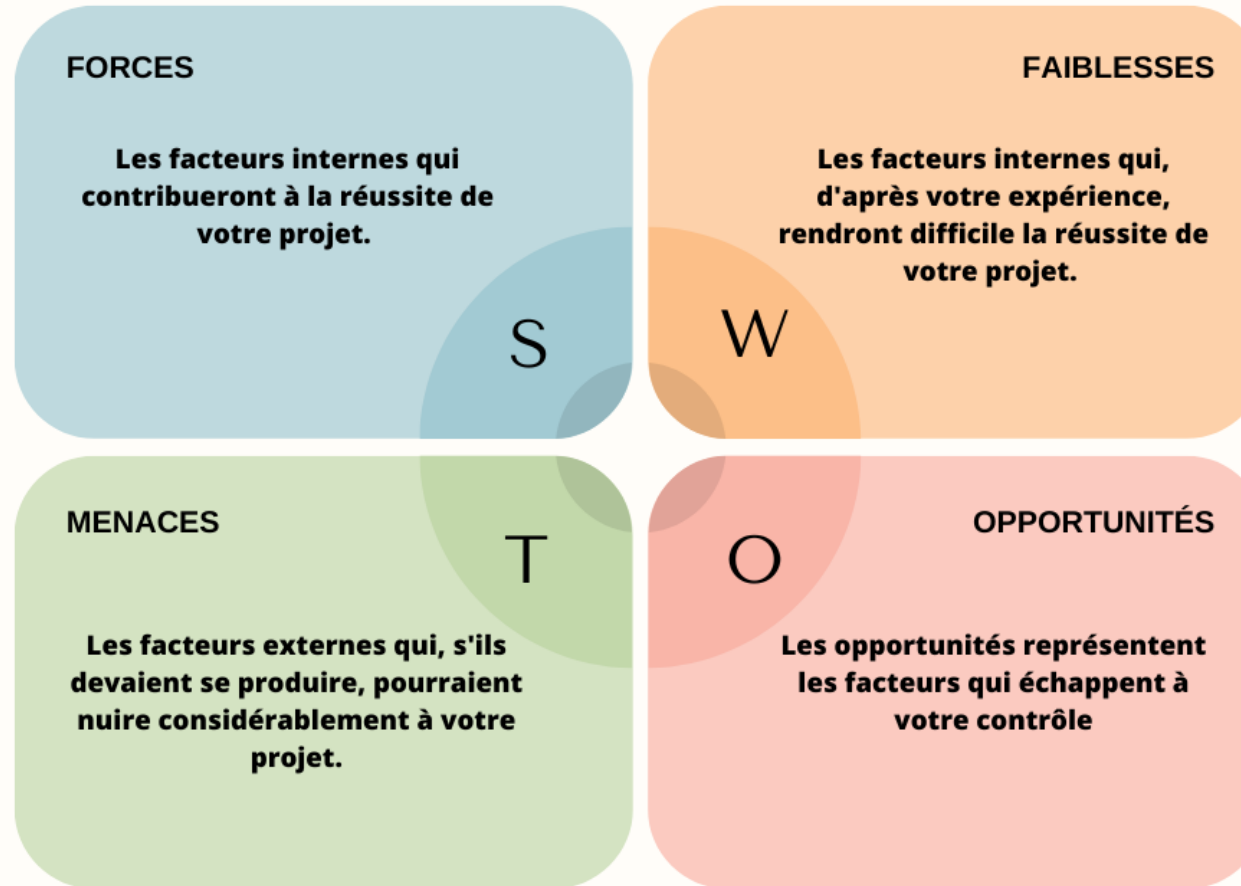 FORCES
Les facteurs internes qui
contribueront à la réussite de
votre projet.
S
FAIBLESSES
Les facteurs internes qui,
d'après votre expérience,
rendront difficile la réussite de
votre projet.
W
MENACES
T
Les facteurs externes qui, s'ils
devaient se produire, pourraient
nuire considérablement à votre
projet.
OPPORTUNITÉS
O
Les opportunités représentent
les facteurs qui échappent à
votre contrôle